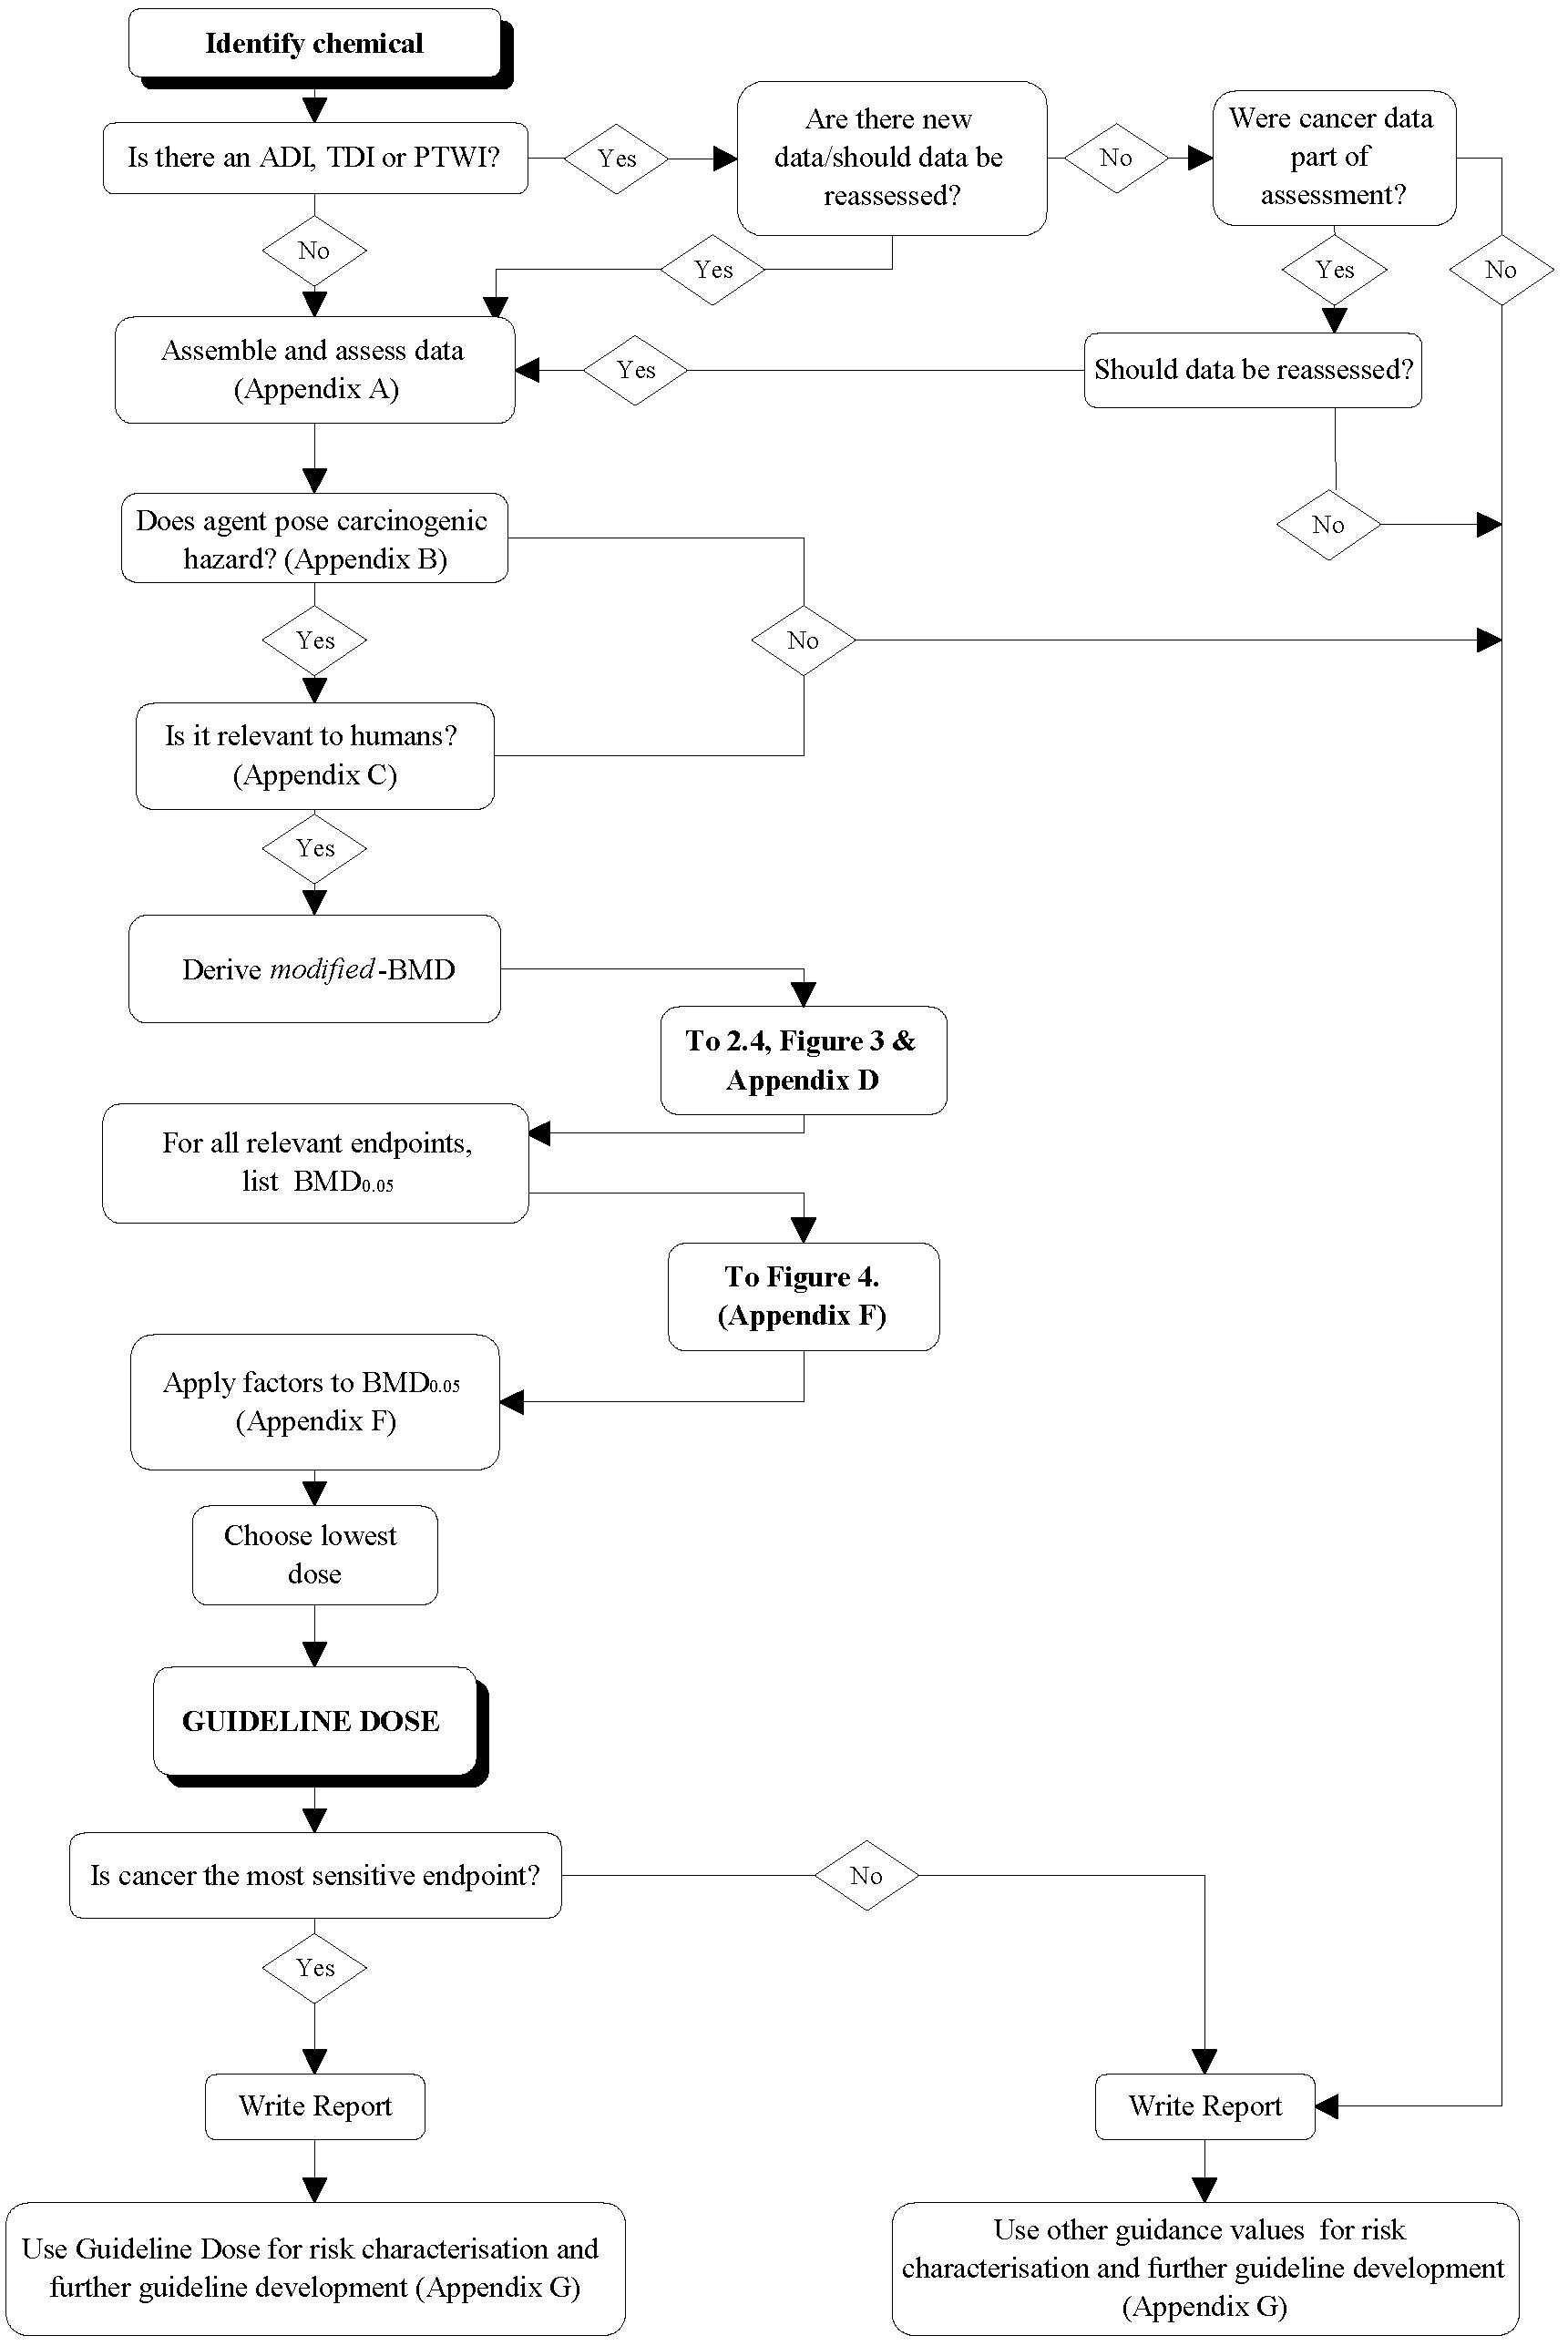 Identify chemical
Is there an ADI, TDI or PTWI?
Yes
Are there new
data/should data be
reassessed?
No
Were cancer data
part of
assessment?
No
Yes
Yes
No
Assemble and assess data
(Appendix A)
Yes
Should data be reassessed?
Does agent pose carcinogenic
hazard? (Appendix B)
No
Yes
No
Is it relevant to humans?
(Appendix C)
Yes
Derive modified-BMD
To 2.4, Figure 3 &
Appendix D
For all relevant endpoints,
list BMD0.05
To Figure 4.
(Appendix F)
Apply factors to BMD0.05
(Appendix F)
Choose lowest
dose
GUIDELINE DOSE
Is cancer the most sensitive endpoint?
No
Yes
Write Report
Write Report
Use Guideline Dose for risk characterisation and
further guideline development (Appendix G)
Use other guidance values for risk
characterisation and further guideline development
(Appendix G)